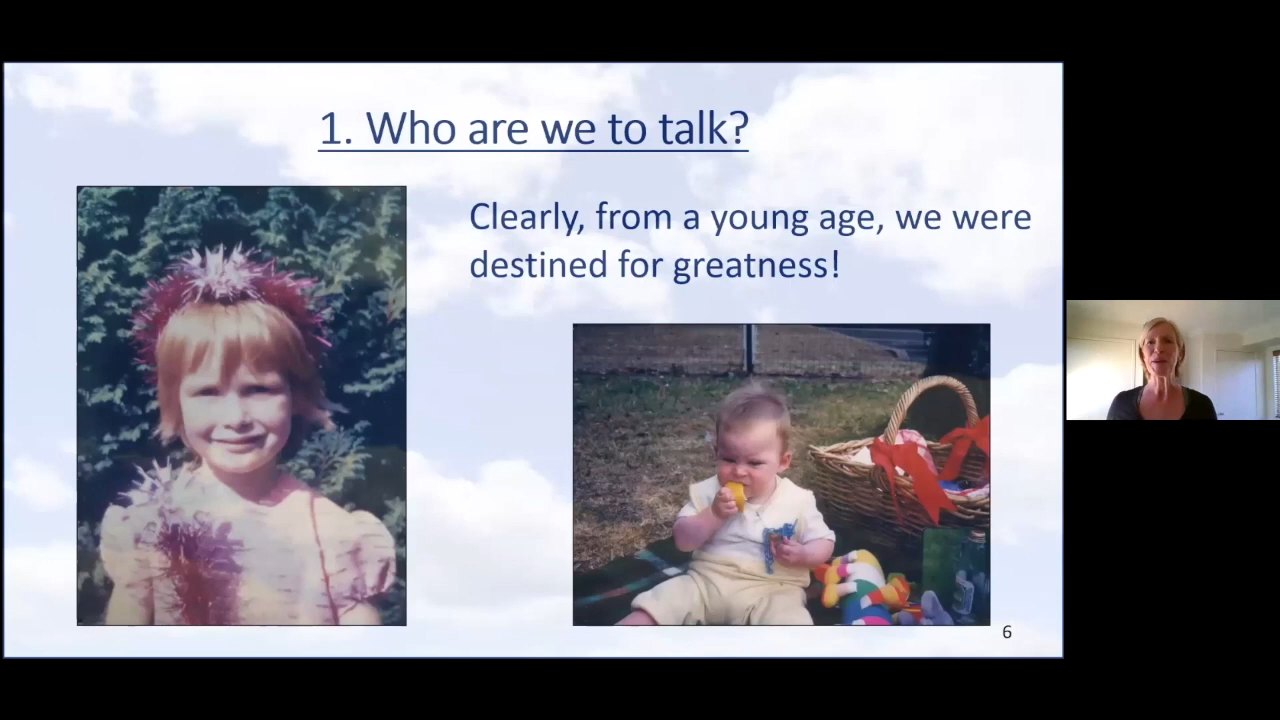 1. Who are we to talk?
Clearly, from a young age, we were
destined for greatness!
6